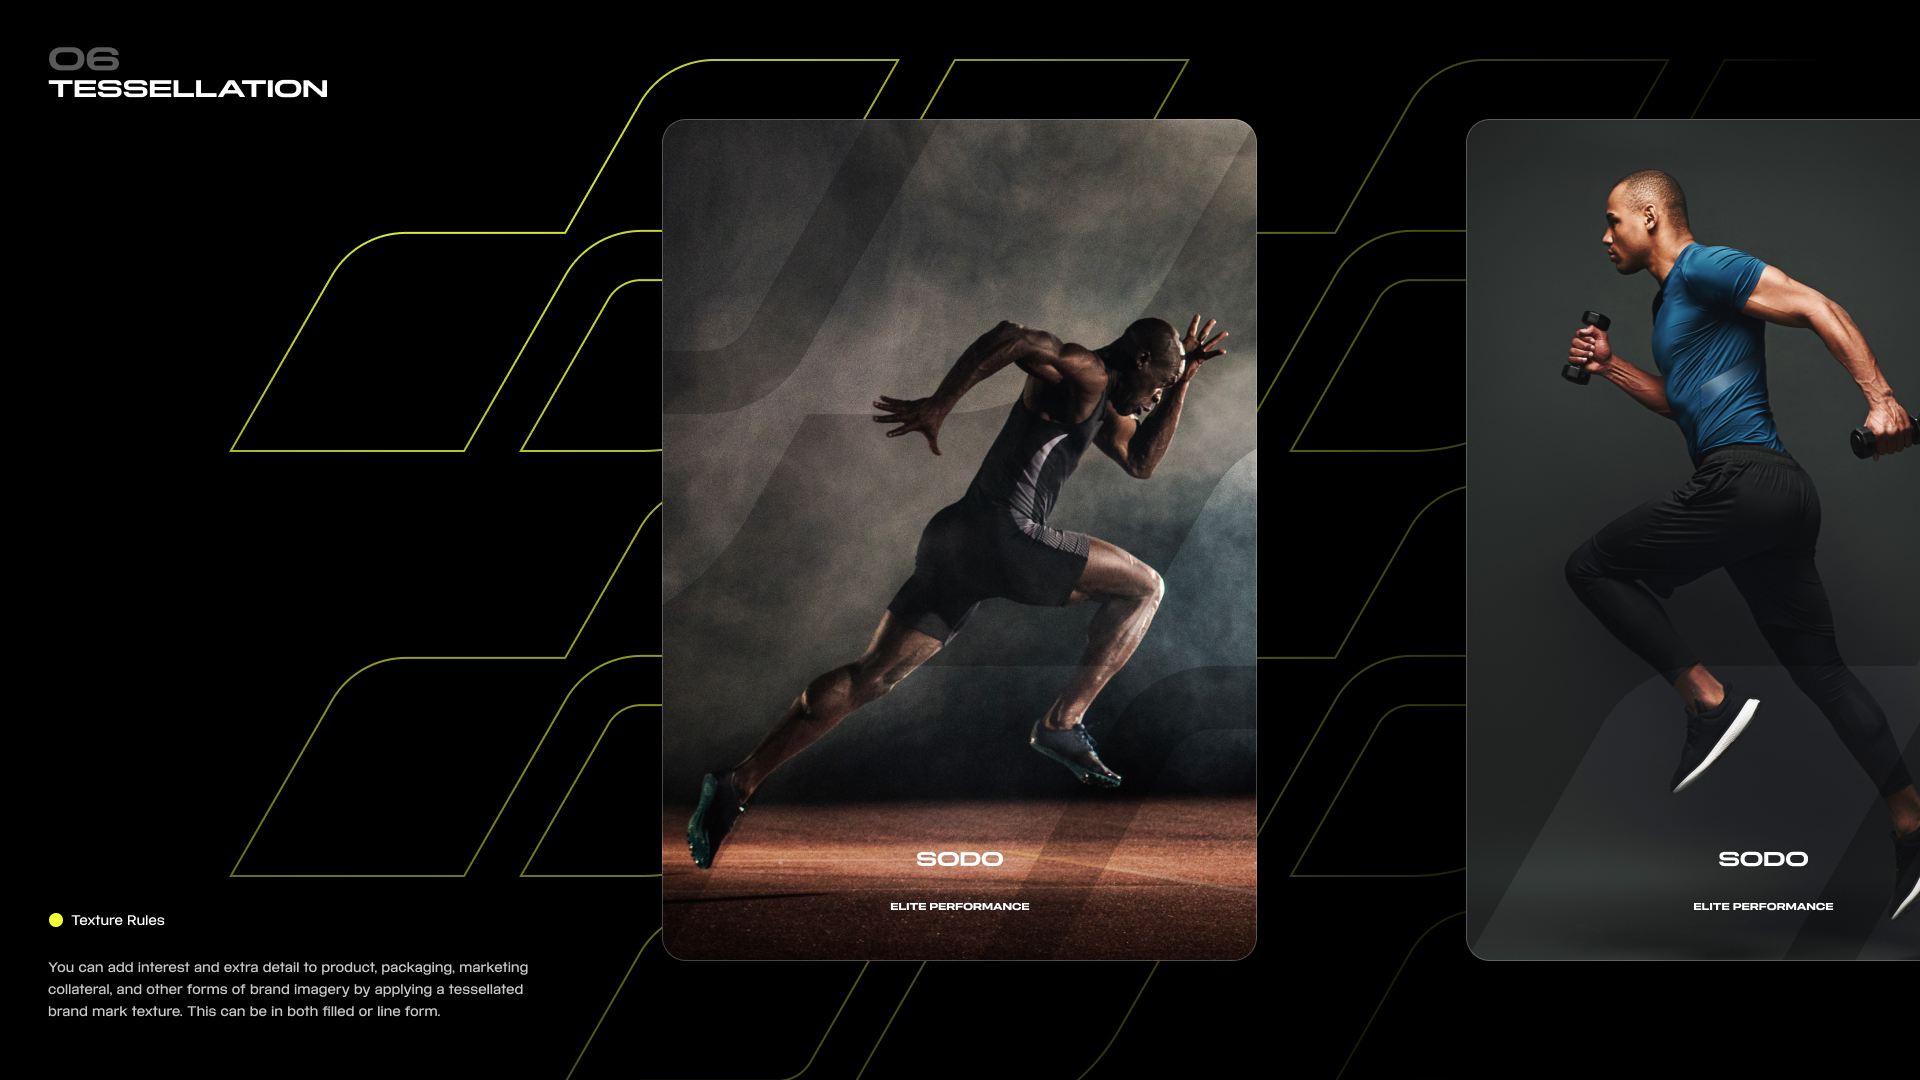 06
TESSELLATION
SODO
ELITE PERFORMANCE
SODO
ELITE PERFORMANCE
Texture Rules
You can add interest and extra detail to product, packaging, marketing
collateral, and other forms of brand imagery by applying a tessellated
brand mark texture. This can be in both filled or line form.